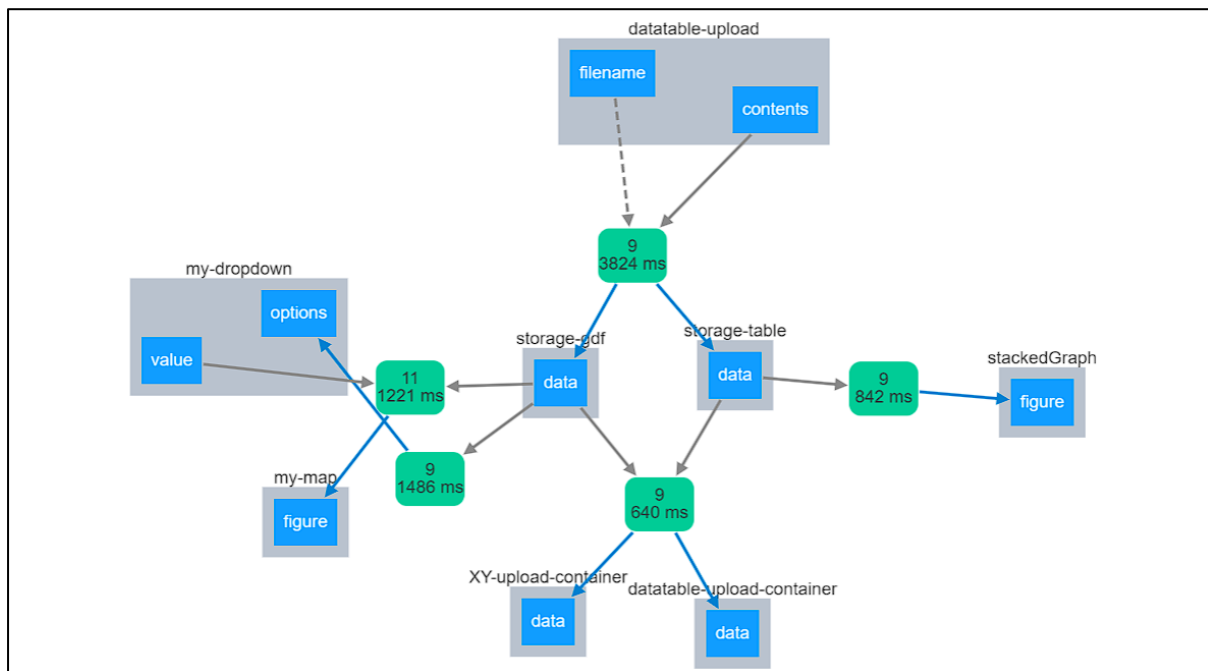 datatable-upload
filename
contents
9
3824 ms
my-dropdown
options
value
storage-gdf
data
storage-table
data
stackedGraph
figure
11
1221 ms
9
842 ms
9
1486 ms
my-map
figure
9
640 ms
XY-upload-container
data
datatable-upload-container
data